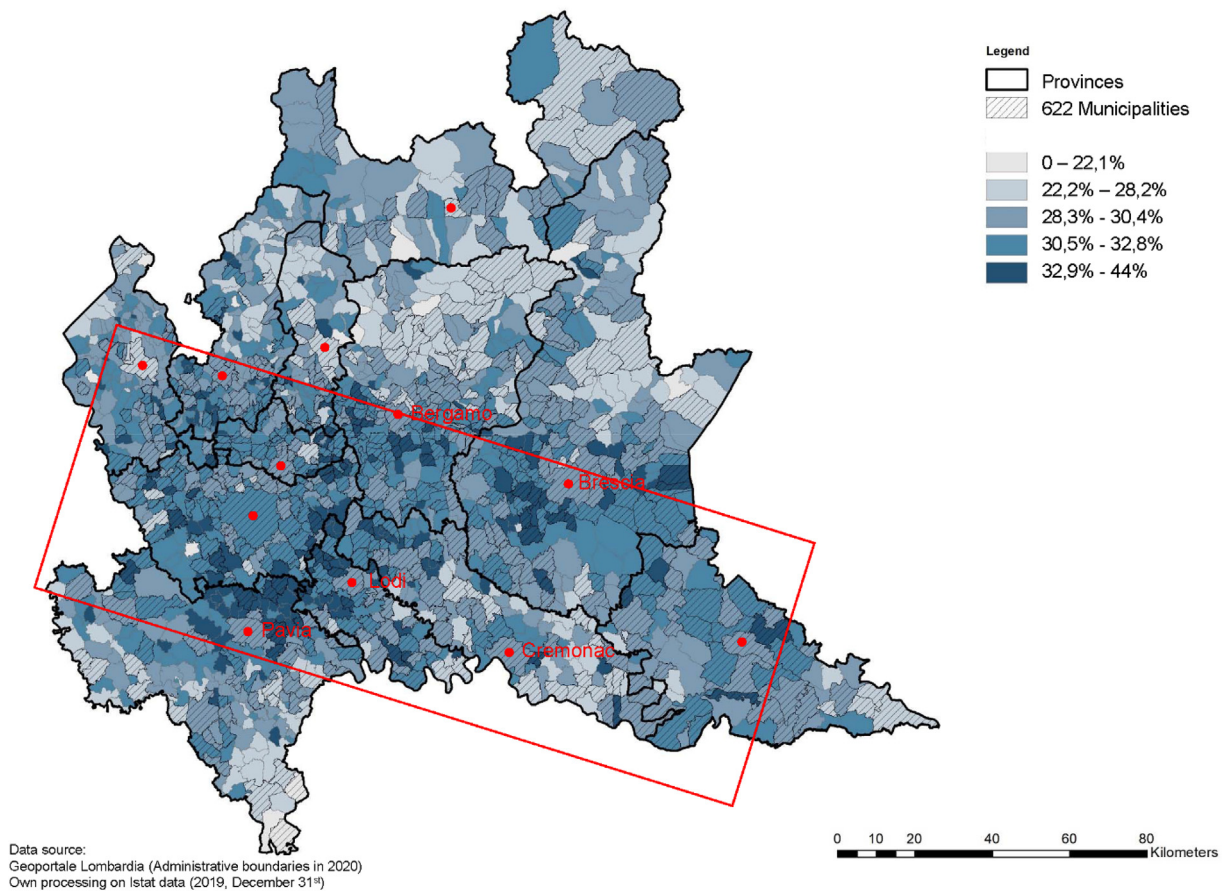 Legend
Provinces
622 Municipalities
0 – 22,1%
22,2% – 28,2%
28,3% - 30,4%
30,5% - 32,8%
32,9% - 44%
Bergamo
Brescia
Lodi
Pavia
Cremonac
Data source:
Geoportale Lombardia (Administrative boundaries in 2020)
Own processing on Istat data (2019, December 31st)
0 10 20 40 60 80
Kilometers